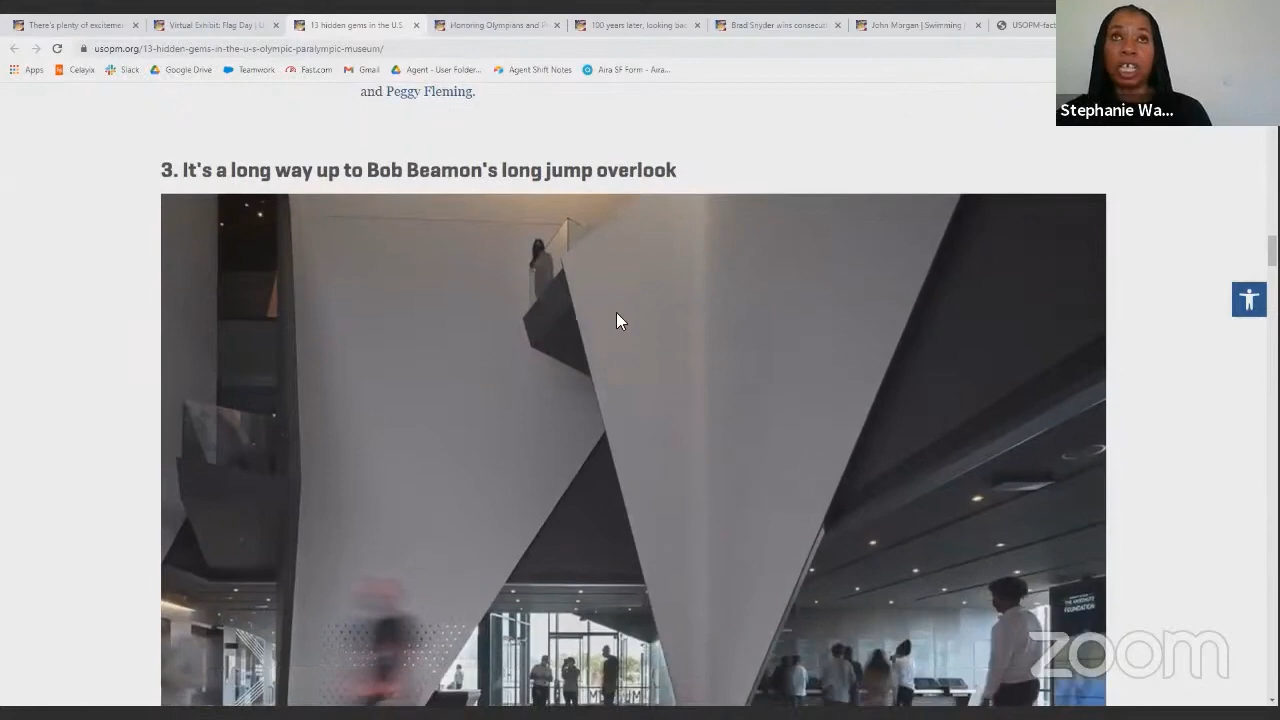 There's plenty of exciteme
Virtual Exhibit: Flag Day | U
13 hidden gems in the U.S.
Honoring Olympians and P
100 years later, looking bac
Brad Snyder wins consecuti
John Morgan | Swimming |
USOPM-fact
usopm.org/13-hidden-gems-in-the-u-s-olympic-paralympic-museum/
Apps
Celayix
Slack
Google Drive
Teamwork
Fast.com
Gmail
Agent User Folder...
Agent Shift Notes
Aira SF Form - Aira...
Stephanie Wa...
and Peggy Fleming.
3. It's a long way up to Bob Beamon's long jump overlook
THE ANSCHUTZ
FOUNDATION
zoom